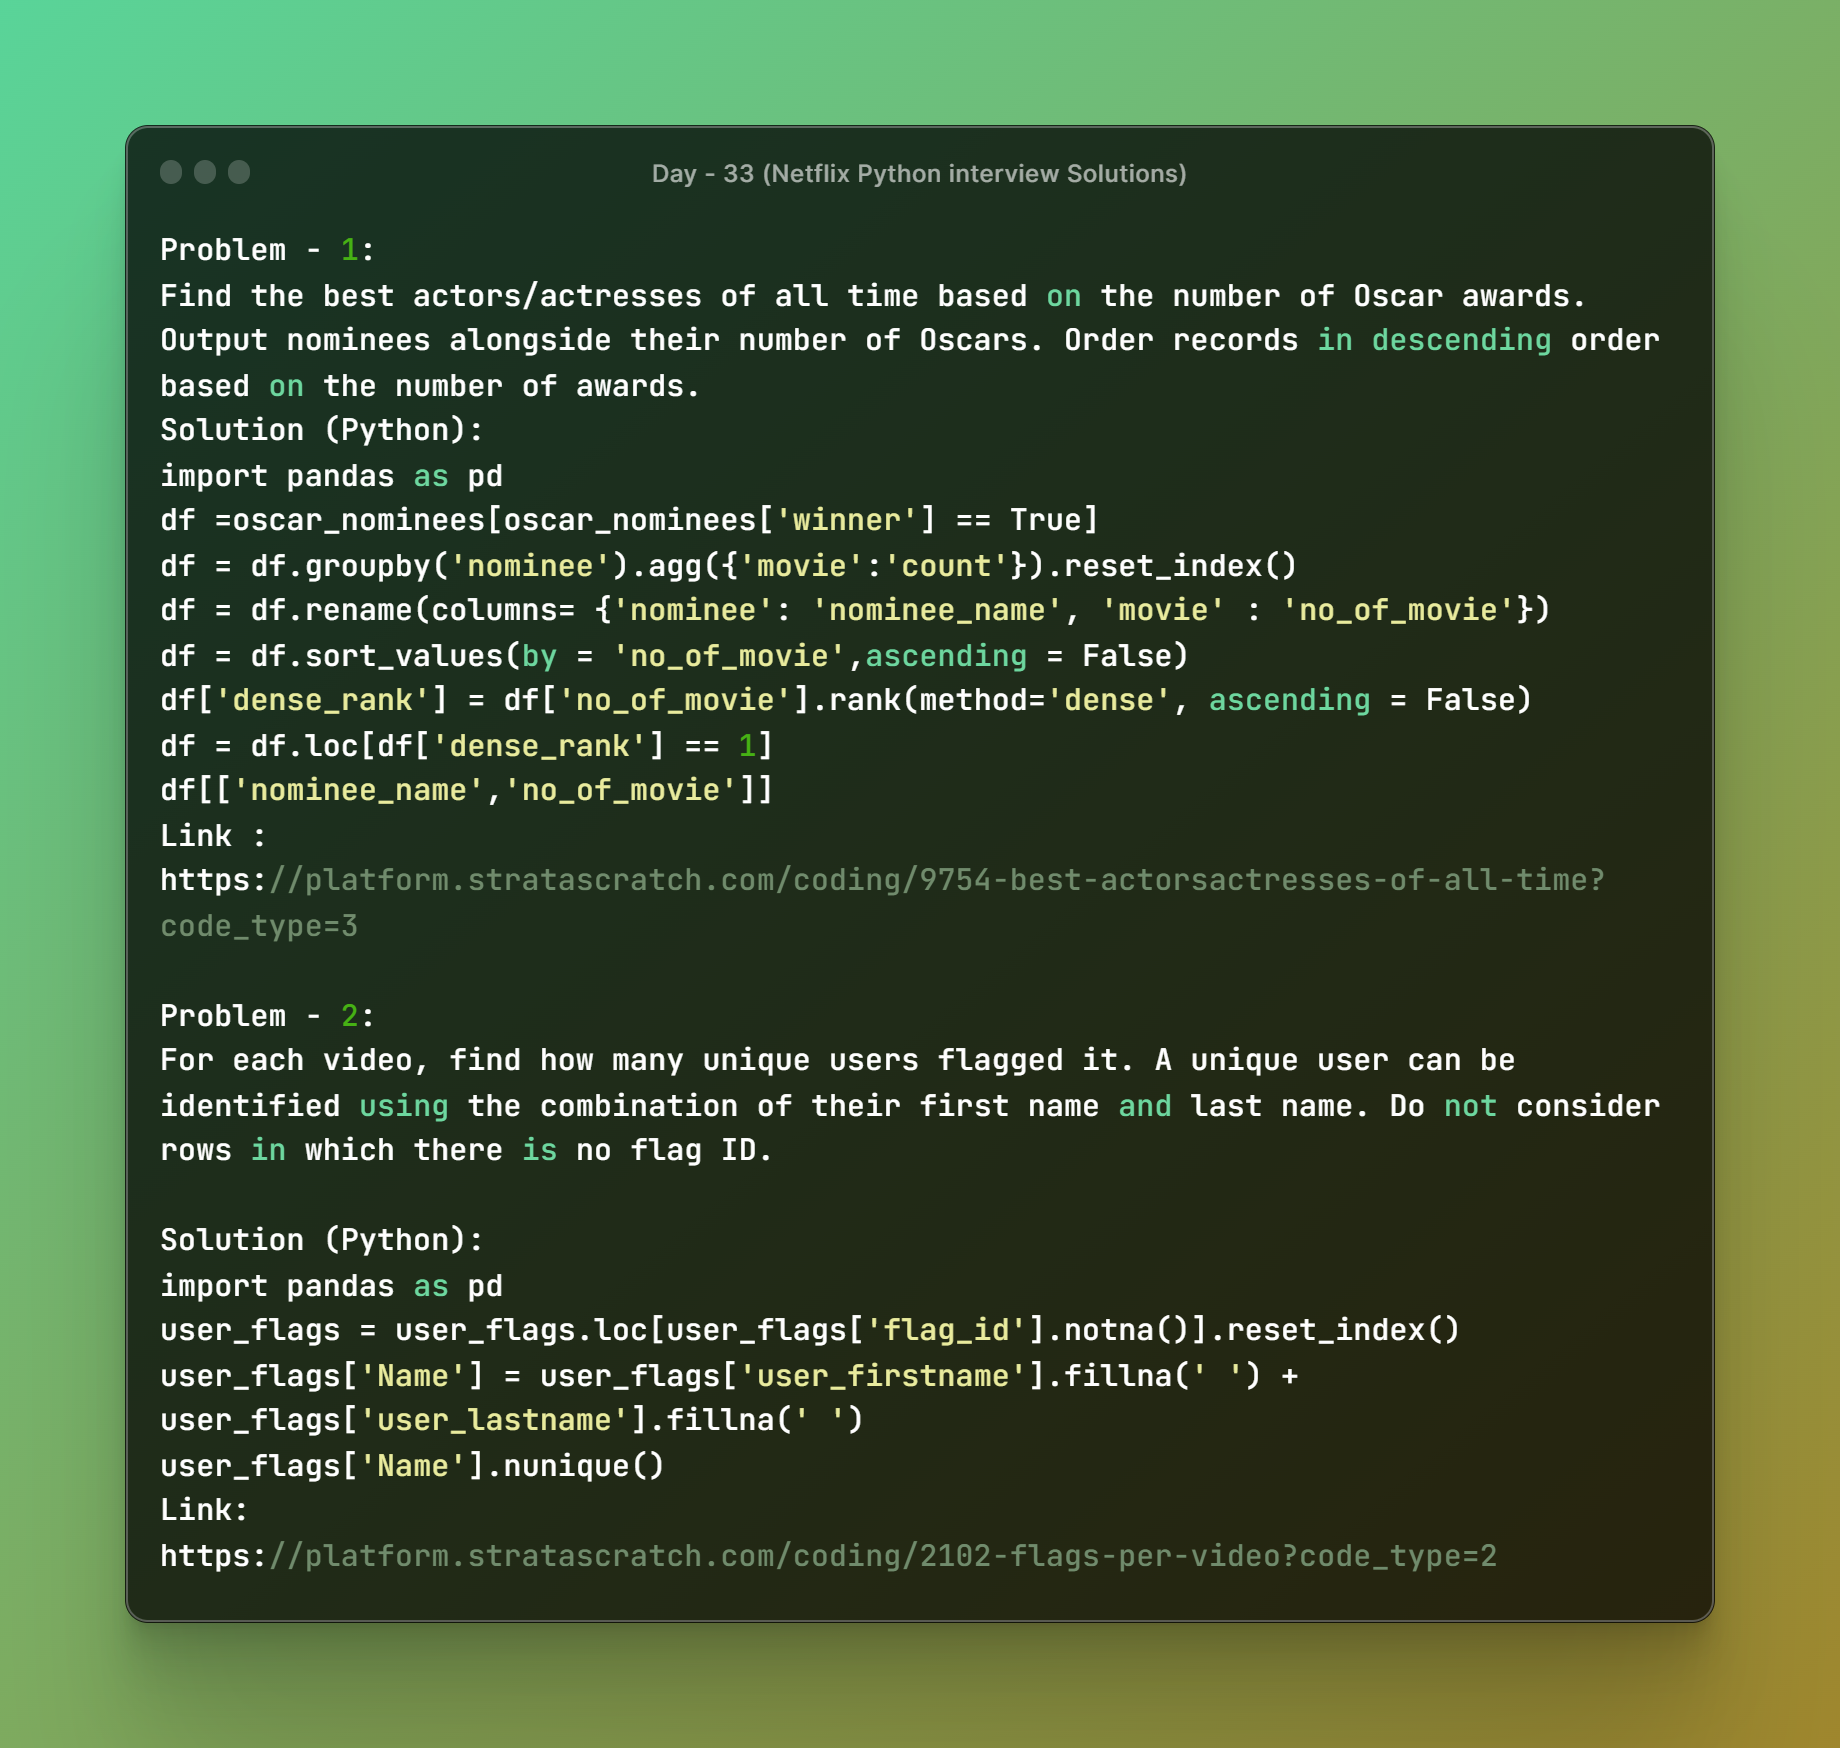 Day - 33 (Netflix Python interview Solutions)
Problem - 1:
Find the best actors/actresses of all time based on the number of Oscar awards.
Output nominees alongside their number of Oscars. Order records in descending order
based on the number of awards.
Solution (Python):
import pandas as pd
df =oscar_nominees[oscar_nominees['winner'] == True]
df = df.groupby('nominee').agg({'movie':'count'}).reset_index()
df = df.rename(columns= {'nominee': 'nominee_name', 'movie' : 'no_of_movie'})
df = df.sort_values(by = 'no_of_movie',ascending = False)
df['dense_rank'] = df['no_of_movie'].rank(method='dense', ascending = False)
df = df.loc[df['dense_rank'] == 1]
df[['nominee_name','no_of_movie']]
Link :
https://platform.stratascratch.com/coding/9754-best-actorsactresses-of-all-time?
code_type=3
Problem - 2:
For each video, find how many unique users flagged it. A unique user can be
identified using the combination of their first name and last name. Do not consider
rows in which there is no flag ID.
Solution (Python):
import pandas as pd
user_flags = user_flags.loc[user_flags['flag_id'].notna()].reset_index()
user_flags['Name'] = user_flags['user_firstname'].fillna(' ') +
user_flags['user_lastname'].fillna(' ')
user_flags['Name'].nunique()
Link:
https://platform.stratascratch.com/coding/2102-flags-per-video?code_type=2